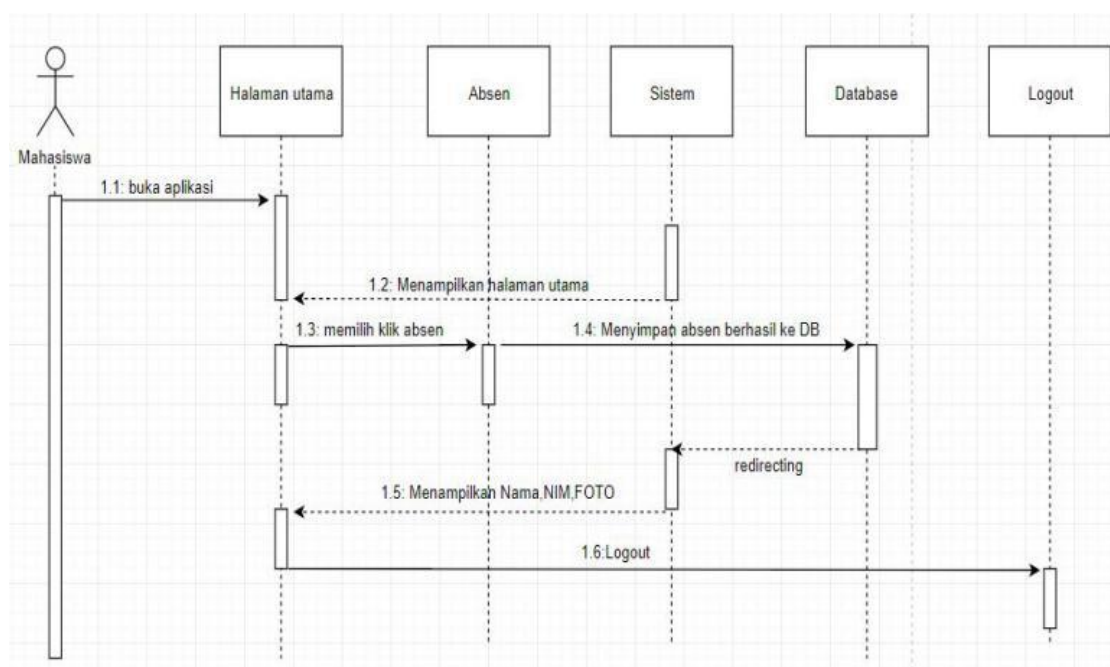 Halaman utama
Absen
Sistem
Database
Logout
Mahasiswa
1.1: buka aplikasi
1.2: Menampilkan halaman utama
1.3: memilih klik absen
1.4: Menyimpan absen berhasil ke DB
redirecting
1.5: Menampilkan Nama,NIM,FOTO
1.6:Logout